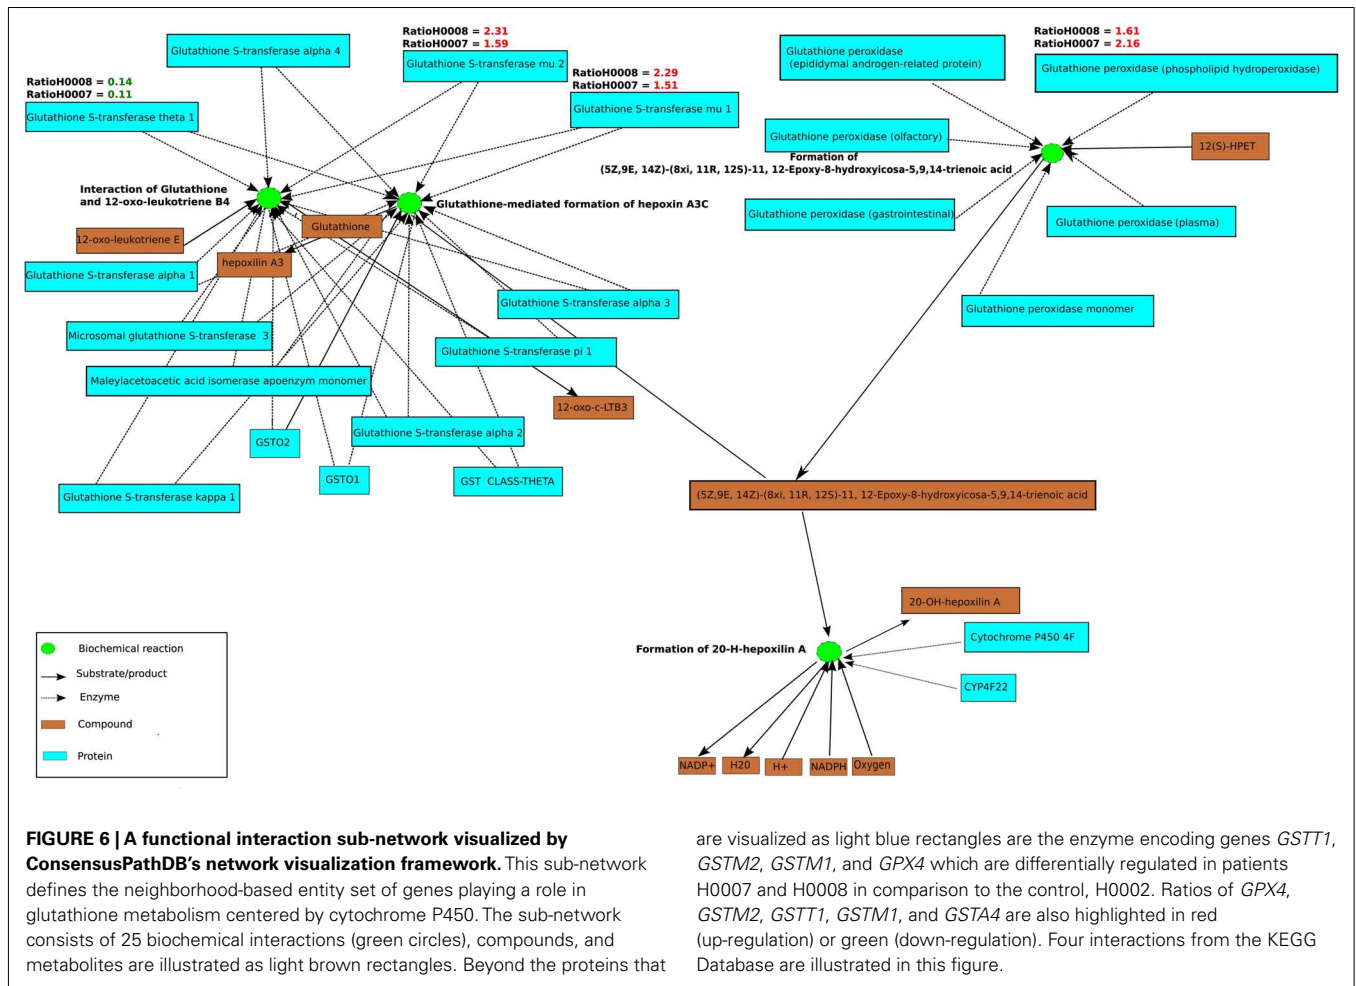 Glutathione S-transferase alpha 4
RatioH0008 = 2.31
RatioH0007 = 1.59
Glutathione S-transferase mu 2
RatioH0008 = 2.29
RatioH0007 = 1.51
Glutathione S-transferase mu 1
RatioH0008 = 0.14
RatioH0007 = 0.11
Glutathione S-transferase theta 1
Glutathione peroxidase
(epididymal androgen-related protein)
RatioH0008 = 1.61
RatioH0007 = 2.16
Glutathione peroxidase (phospholipid hydroperoxidase)
Glutathione peroxidase (olfactory)
12(S)-HPET
Formation of
(5Z,9E, 14Z)-(8xi, 11R, 12S)-11, 12-Epoxy-8-hydroxyicosa-5,9,14-trienoic acid
Glutathione peroxidase (gastrointestinal)
Glutathione peroxidase (plasma)
Glutathione peroxidase monomer
Interaction of Glutathione
and 12-oxo-leukotriene B4
Glutathione-mediated formation of hepoxin A3C
Glutathione
12-oxo-leukotriene E
hepoxilin A3
Glutathione S-transferase alpha 1
Glutathione S-transferase alpha 3
Microsomal glutathione S-transferase 3
Glutathione S-transferase pi 1
Maleylacetoacetic acid isomerase apoenzym monomer
12-oxo-c-LTB3
Glutathione S-transferase alpha 2
GSTO2
GSTO1
GST CLASS-THETA
Glutathione S-transferase kappa 1
(5Z,9E, 14Z)-(8xi, 11R, 12S)-11, 12-Epoxy-8-hydroxyicosa-5,9,14-trienoic acid
20-OH-hepoxilin A
Formation of 20-H-hepoxilin A
Cytochrome P450 4F
CYP4F22
NADP+
H20
H+
NADPH
Oxygen
Biochemical reaction
Substrate/product
Enzyme
Compound
Protein
FIGURE 6 | A functional interaction sub-network visualized by
ConsensusPathDB's network visualization framework. This sub-network
defines the neighborhood-based entity set of genes playing a role in
glutathione metabolism centered by cytochrome P450. The sub-network
consists of 25 biochemical interactions (green circles), compounds, and
metabolites are illustrated as light brown rectangles. Beyond the proteins that
are visualized as light blue rectangles are the enzyme encoding genes GSTT1,
GSTM2, GSTM1, and GPX4 which are differentially regulated in patients
H0007 and H0008 in comparison to the control, H0002. Ratios of GPX4,
GSTM2, GSTT1, GSTM1, and GSTA4 are also highlighted in red
(up-regulation) or green (down-regulation). Four interactions from the KEGG
Database are illustrated in this figure.